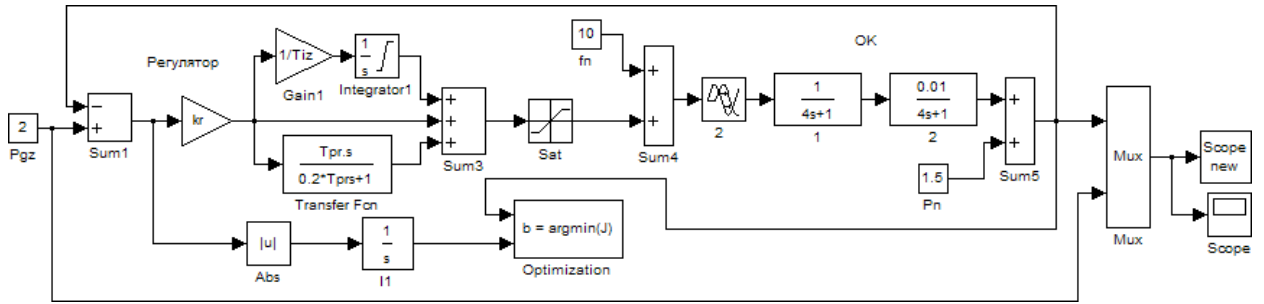 10
fn
OK
Регулятор
1/Tiz
Gain1
1
s
Integrator1
−
+
Sum1
2
Pgz
kr
Tpr.s
0.2*Tprs+1
Transfer Fcn
+
+
+
Sum3
Sat
+
+
Sum4
2
1
4s+1
1
0.01
4s+1
2
+
+
Sum5
1.5
Pn
Mux
Mux
Scope
new
Scope
|u|
Abs
1
s
I1
b = argmin(J)
Optimization